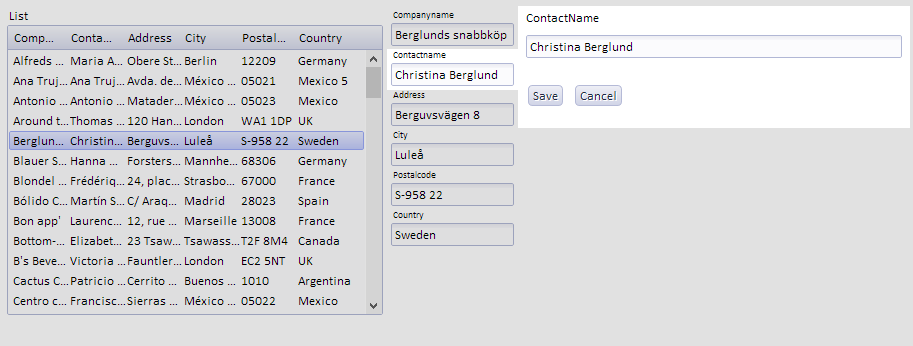 List
Comp... Conta... Address City Postal... Country
Alfreds ... Maria A... Obere St... Berlin 12209 Germany
Ana Truj... Ana Truj... Avda. de... México ... 05021 Mexico 5
Antonio ... Antonio ... Matader... México ... 05023 Mexico
Around t... Thomas ... 120 Han... London WA1 1DP UK
Berglun... Christin... Berguvs... Luleå S-958 22 Sweden
Blauer S... Hanna ... Forsters... Mannhe... 68306 Germany
Blondel ... Frédériq... 24, plac... Strasbo... 67000 France
Bólido C... Martín S... C/ Araq... Madrid 28023 Spain
Bon app' Laurenc... 12, rue ... Marseille 13008 France
Bottom-... Elizabet... 23 Tsaw... Tsawass... T2F 8M4 Canada
B's Beve... Victoria ... Fauntler... London EC2 5NT UK
Cactus C... Patricio ... Cerrito ... Buenos ... 1010 Argentina
Centro c... Francisc... Sierras ... México ... 05022 Mexico
Companyname
Berglunds snabbköp
Contactname
Christina Berglund
Address
Berguvsvägen 8
City
Luleå
Postalcode
S-958 22
Country
Sweden
ContactName
Christina Berglund
Save Cancel